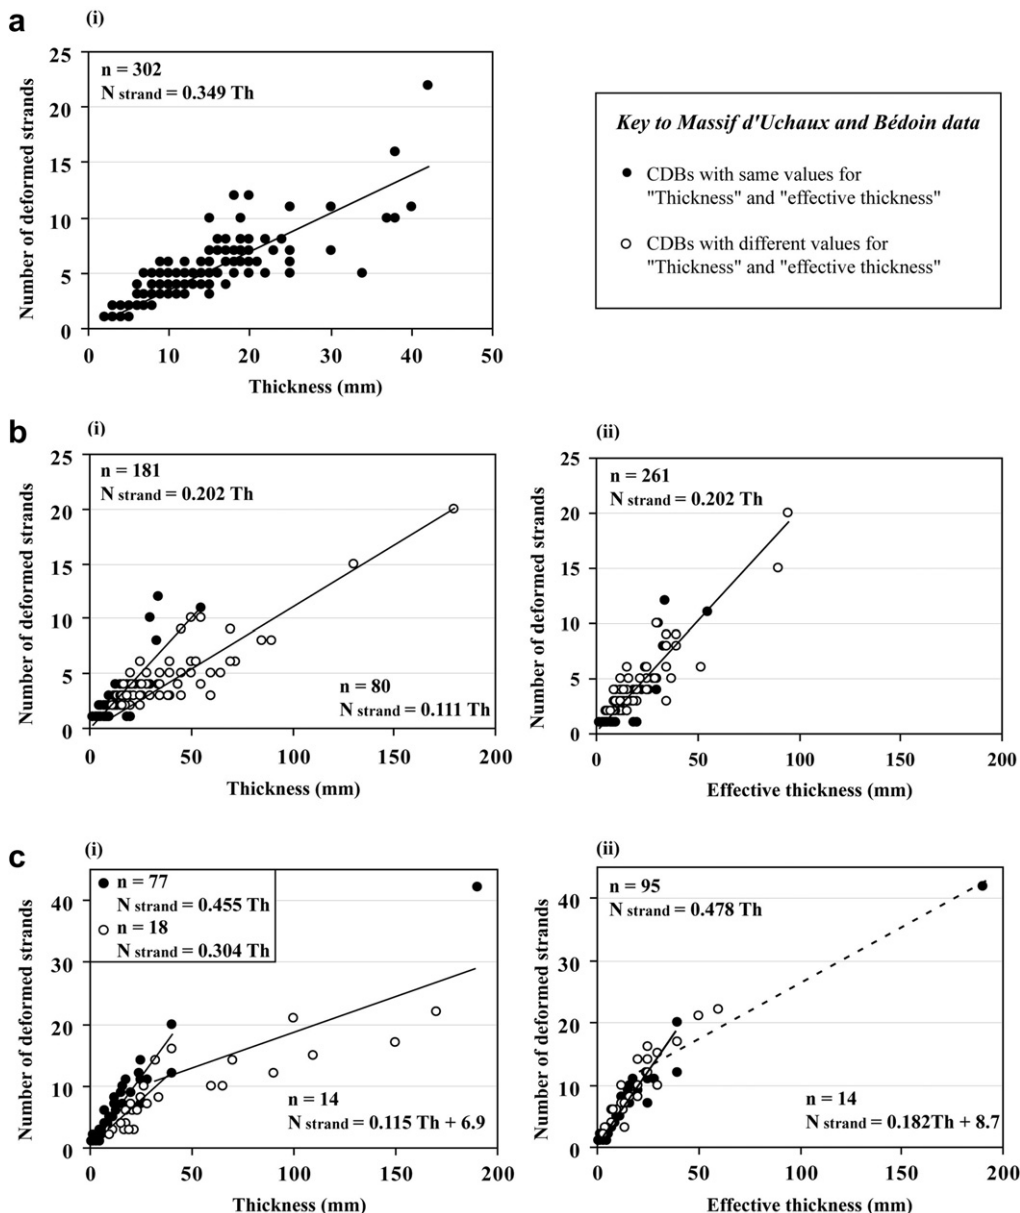 a
(i)
25
20
15
10
5
0
n = 302
N strand = 0.349 Th
Number of deformed strands
0 10 20 30 40 50
Thickness (mm)
Key to Massif d'Uchaux and Bédoin data
CDBs with same values for
"Thickness" and "effective thickness"
CDBs with different values for
"Thickness" and "effective thickness"
b
(i)
25
20
15
10
5
0
n = 181
N strand = 0.202 Th
n = 80
N strand = 0.111 Th
Number of deformed strands
0 50 100 150 200
Thickness (mm)
(ii)
25
20
15
10
5
0
n = 261
N strand = 0.202 Th
Number of deformed strands
0 50 100 150 200
Effective thickness (mm)
c
(i)
40
30
20
10
0
n = 77
N strand = 0.455 Th
n = 18
N strand = 0.304 Th
n = 14
N strand = 0.115 Th + 6.9
Number of deformed strands
0 50 100 150 200
Thickness (mm)
(ii)
40
30
20
10
0
n = 95
N strand = 0.478 Th
n = 14
N strand = 0.182Th + 8.7
Number of deformed strands
0 50 100 150 200
Effective thickness (mm)